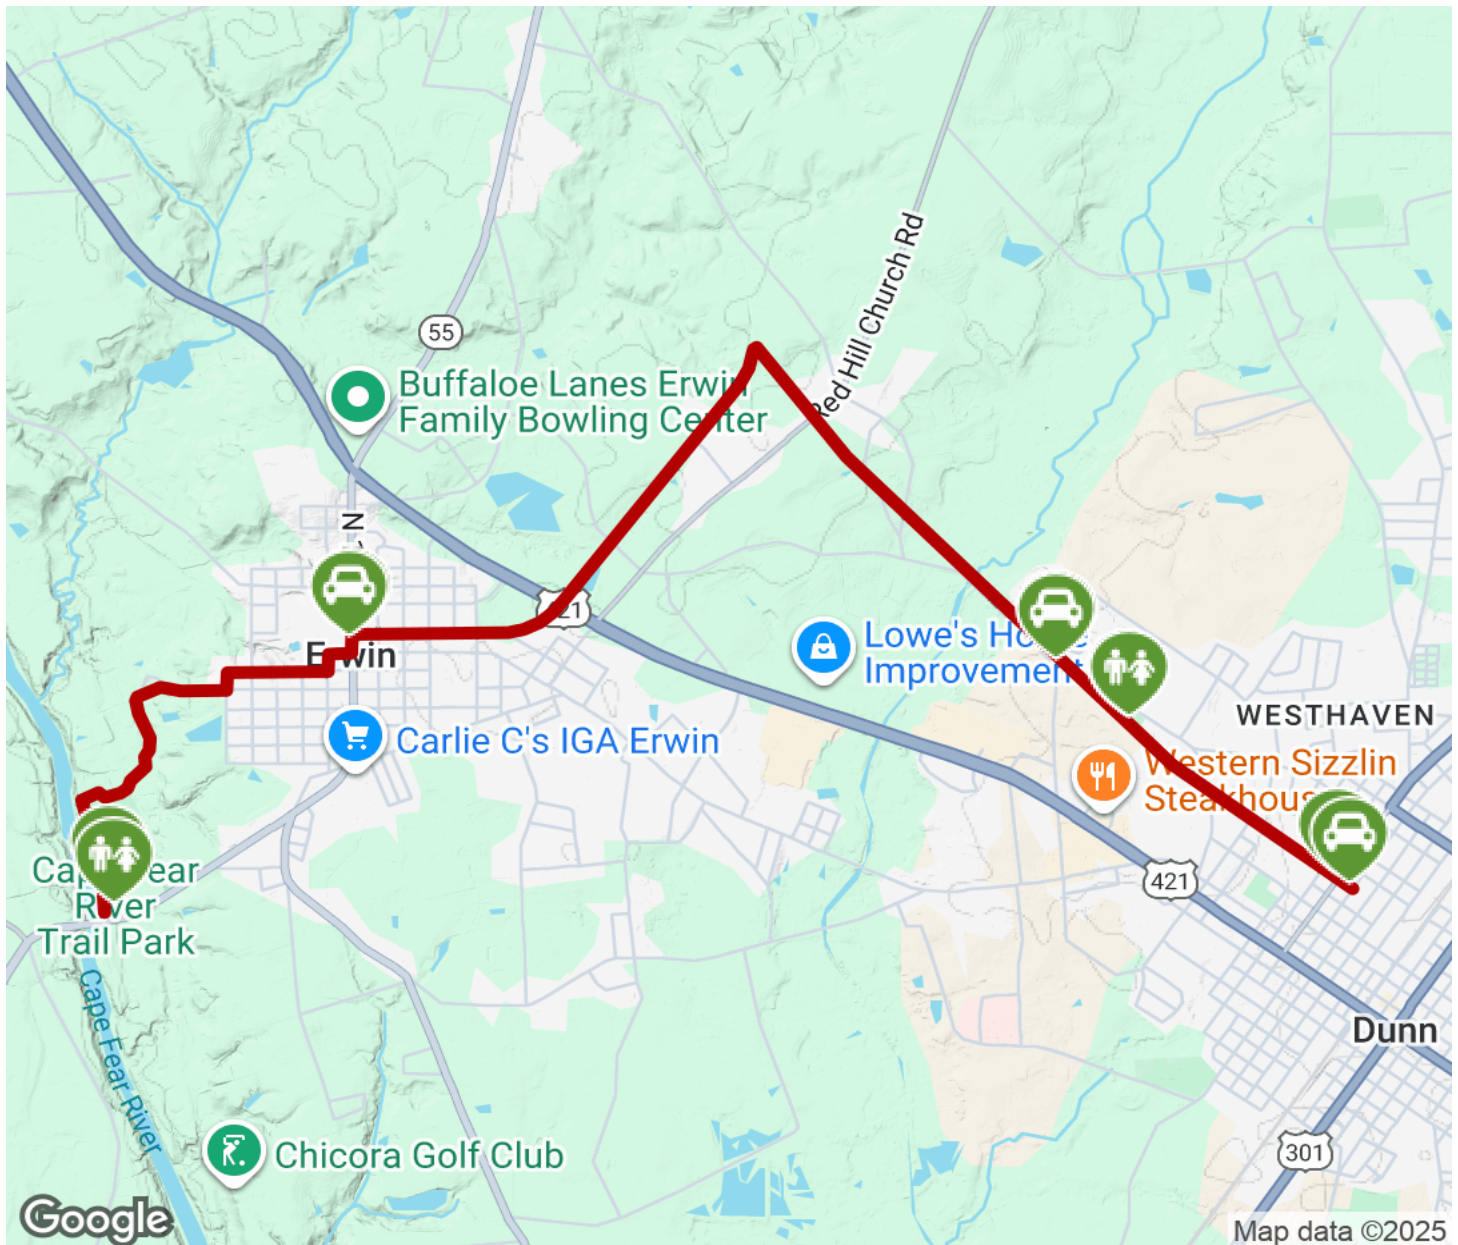 55
Red Hill Church Rd
Buffaloe Lanes Erwin
Family Bowling Center
N
421
Lowe's Home
Improvement
Erwin
WESTHAVEN
Carlie C's IGA Erwin
Western Sizzlin
Steakhouse
Cape Fear
River
Trail Park
421
Cape Fear River
Dunn
Chicora Golf Club
301
Google
Map data ©2025